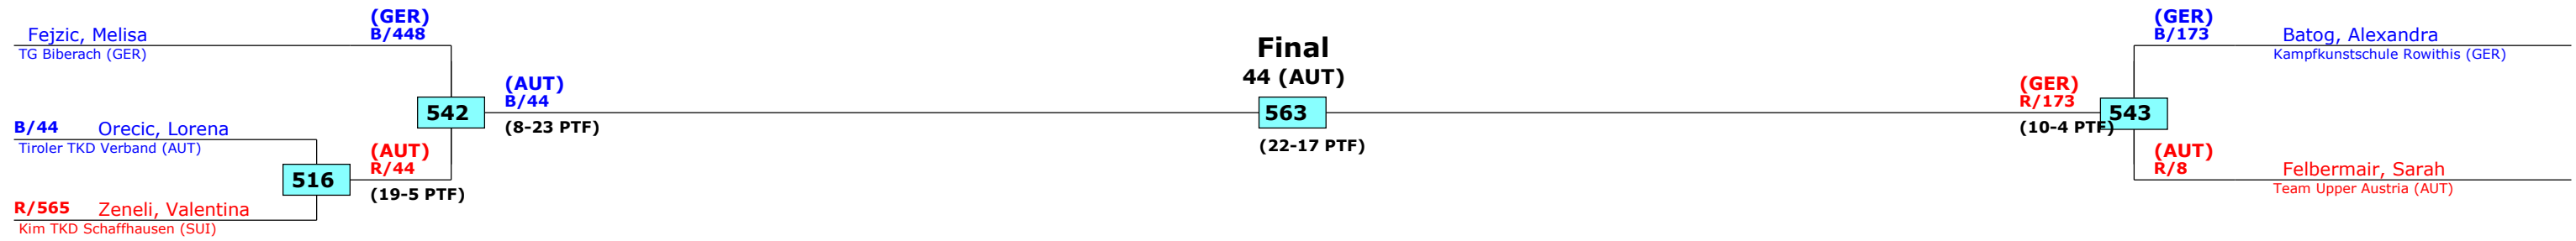 (GER)
B/448
Fejzic, Melisa
TG Biberach (GER)
(AUT)
B/44
542
(8-23 PTF)
B/44 Orecic, Lorena
Tiroler TKD Verband (AUT)
(AUT)
R/44
516
(19-5 PTF)
R/565 Zeneli, Valentina
Kim TKD Schaffhausen (SUI)
Final
44 (AUT)
563
(22-17 PTF)
(GER)
B/173
Batog, Alexandra
Kampfkunstschule Rowithis (GER)
(GER)
R/173
543
(10-4 PTF)
(AUT)
R/8
Felbermair, Sarah
Team Upper Austria (AUT)